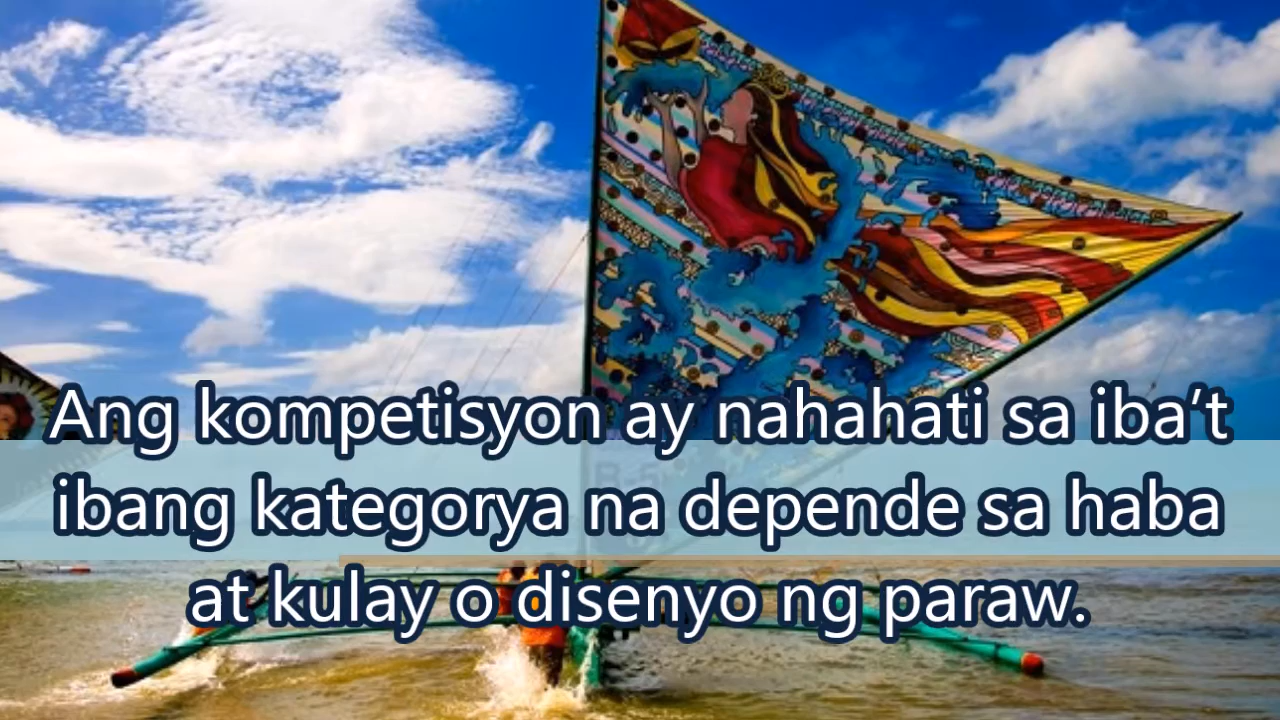 Ang kompetisyon ay nahahati sa iba’t
ibang kategorya na depende sa haba
at kulay o disenyo ng paraw.